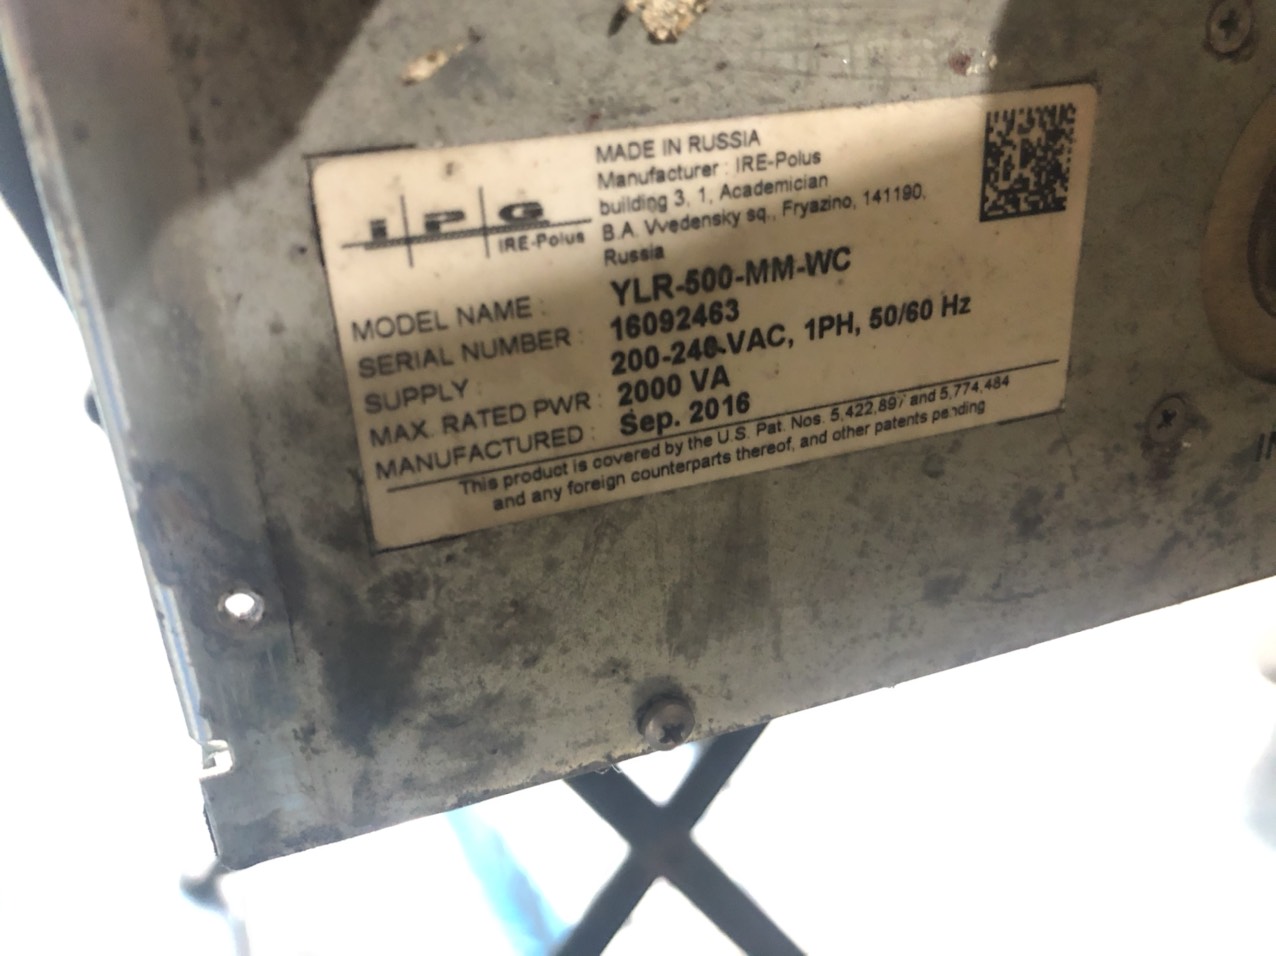 IPG
IRE-Polus
MADE IN RUSSIA
Manufacturer : IRE-Polus
building 3, 1, Academician
B.A. Vvedensky sq., Fryazino, 141190,
Russia
MODEL NAME : YLR-500-MM-WC
SERIAL NUMBER : 16092463
SUPPLY : 200-240 VAC, 1PH, 50/60 Hz
MAX. RATED PWR : 2000 VA
MANUFACTURED : Sep. 2016
This product is covered by the U.S. Pat. Nos. 5,422,897 and 5,774,484
and any foreign counterparts thereof, and other patents pending